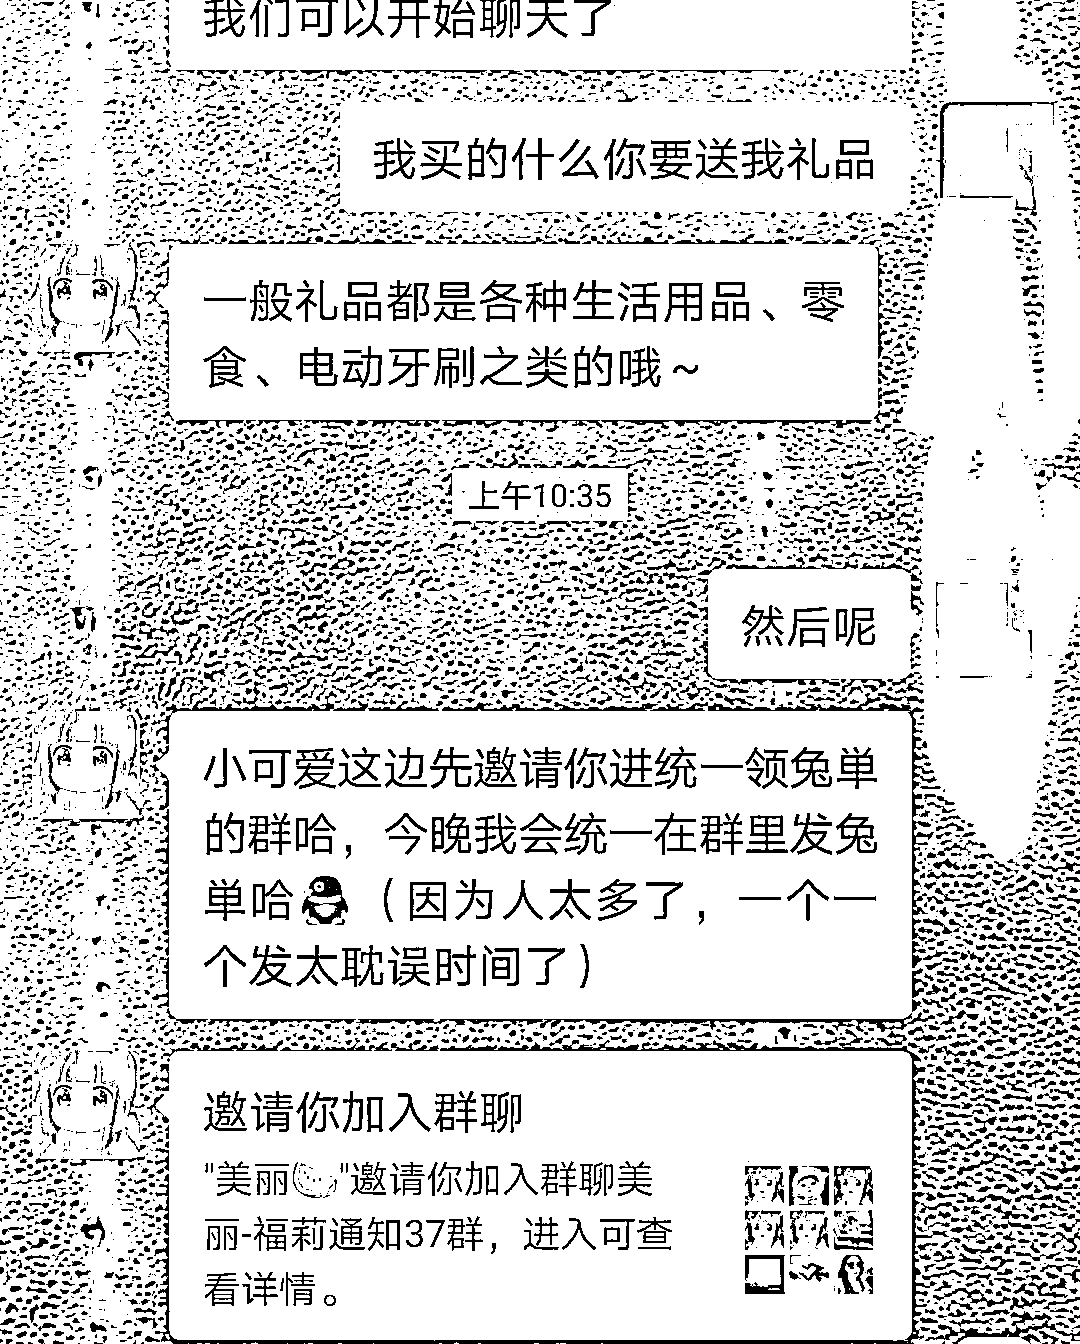 我们可以开始聊天了
我买的什么你要送我礼品
一般礼品都是各种生活用品、零
食、电动牙刷之类的哦~
上午10:35
然后呢
小可爱这边先邀请你进统一领兔単
的群哈，今晚我会统一在群里发兔
単哈（因为人太多了，一个一
个发太耽误时间了）
邀请你加入群聊
"美丽"邀请你加入群聊美
丽-福莉通知37群，进入可查
看详情。